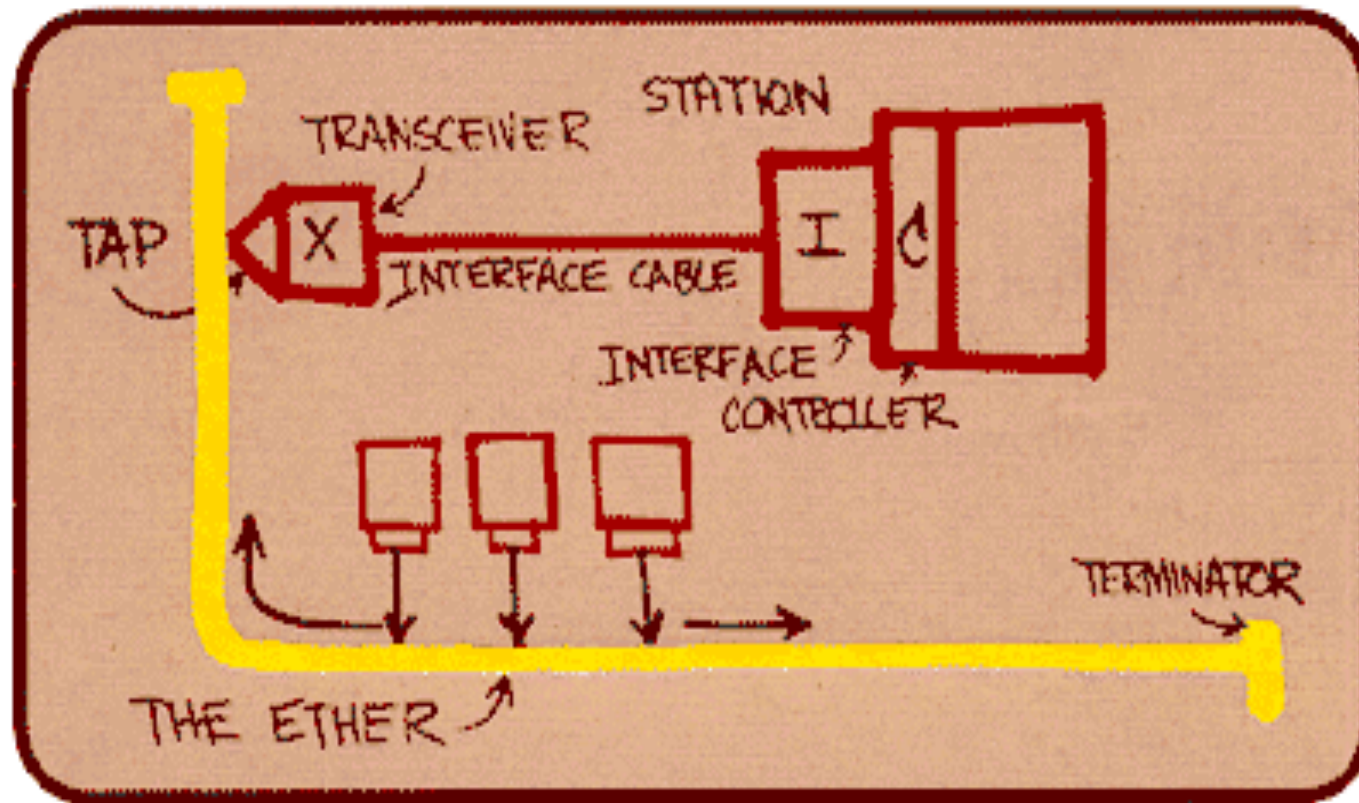 STATION
TRANSCEIVER
TAP
X
I
C
INTERFACE CABLE
INTERFACE
CONTROLLER
TERMINATOR
THE ETHER